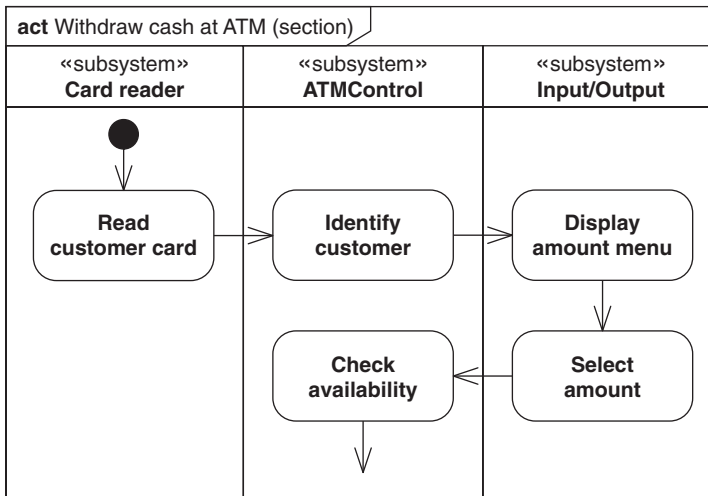 act Withdraw cash at ATM (section)
«subsystem»
Card reader
«subsystem»
ATMControl
«subsystem»
Input/Output
Read
customer card
Identify
customer
Display
amount menu
Check
availability
Select
amount